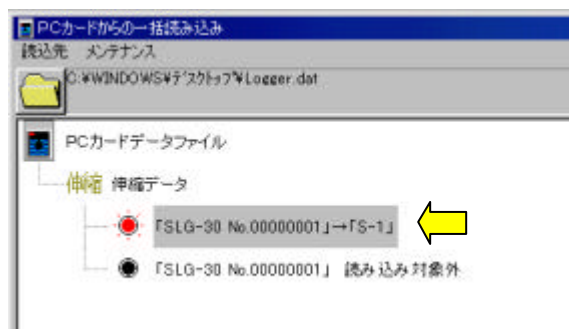 PCカードからの一括読み込み
読込先 メンテナンス
C:¥WINDOWS¥デスクトップ¥Logger.dat
PCカードデータファイル
伸縮 伸縮データ
「SLG-30 No.00000001」→「S-1」
「SLG-30 No.00000001」 読み込み対象外